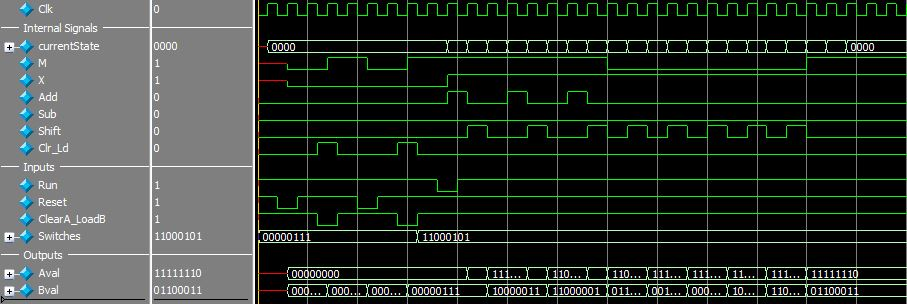 Clk 0
Internal Signals
currentState 0000 0000 0000
M 1
X 1
Add 0
Sub 0
Shift 0
Clr_Ld 0
Inputs
Run 1
Reset 1
ClearA_LoadB 1
Switches 11000101 00000111 11000101
Outputs
Aval 11111110 00000000 111... 110... 110... 111... 111... 11... 110... 11111110
Bval 01100011 000... 000... 000... 00000111 10000011 11000001 011... 001... 000... 10... 110... 01100011